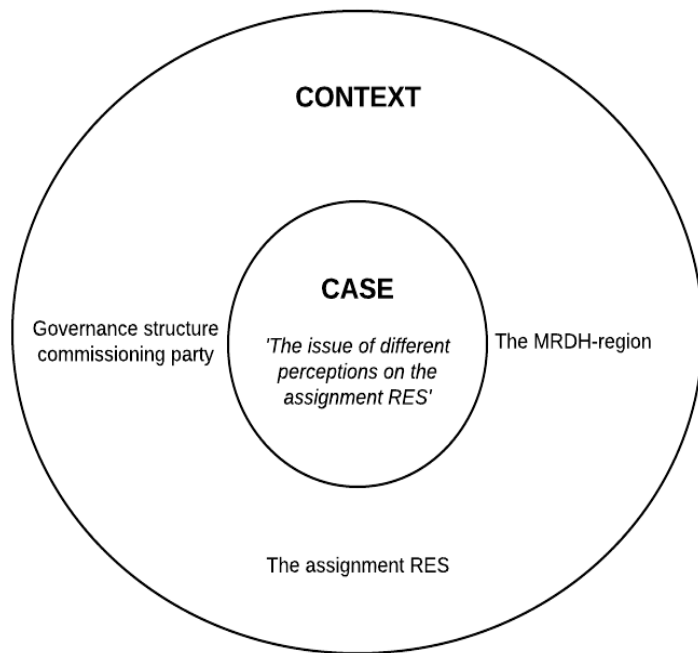 CONTEXT
CASE
'The issue of different
perceptions on the
assignment RES'
Governance structure
commissioning party
The MRDH-region
The assignment RES